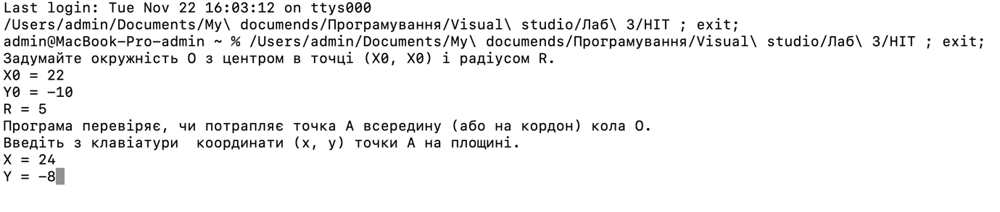 Last login: Tue Nov 22 16:03:12 on ttys000
/Users/admin/Documents/My\ documends/Програмування/Visual\ studio/Лаб\ 3/HIT ; exit;
admin@MacBook-Pro-admin ~ % /Users/admin/Documents/My\ documends/Програмування/Visual\ studio/Лаб\ 3/HIT ; exit;
Задумайте окружність O з центром в точці (X0, X0) і радіусом R.
X0 = 22
Y0 = -10
R = 5
Програма перевіряє, чи потрапляє точка A всередину (або на кордон) кола O.
Введіть з клавіатури  координати (x, y) точки A на площині.
X = 24
Y = -8